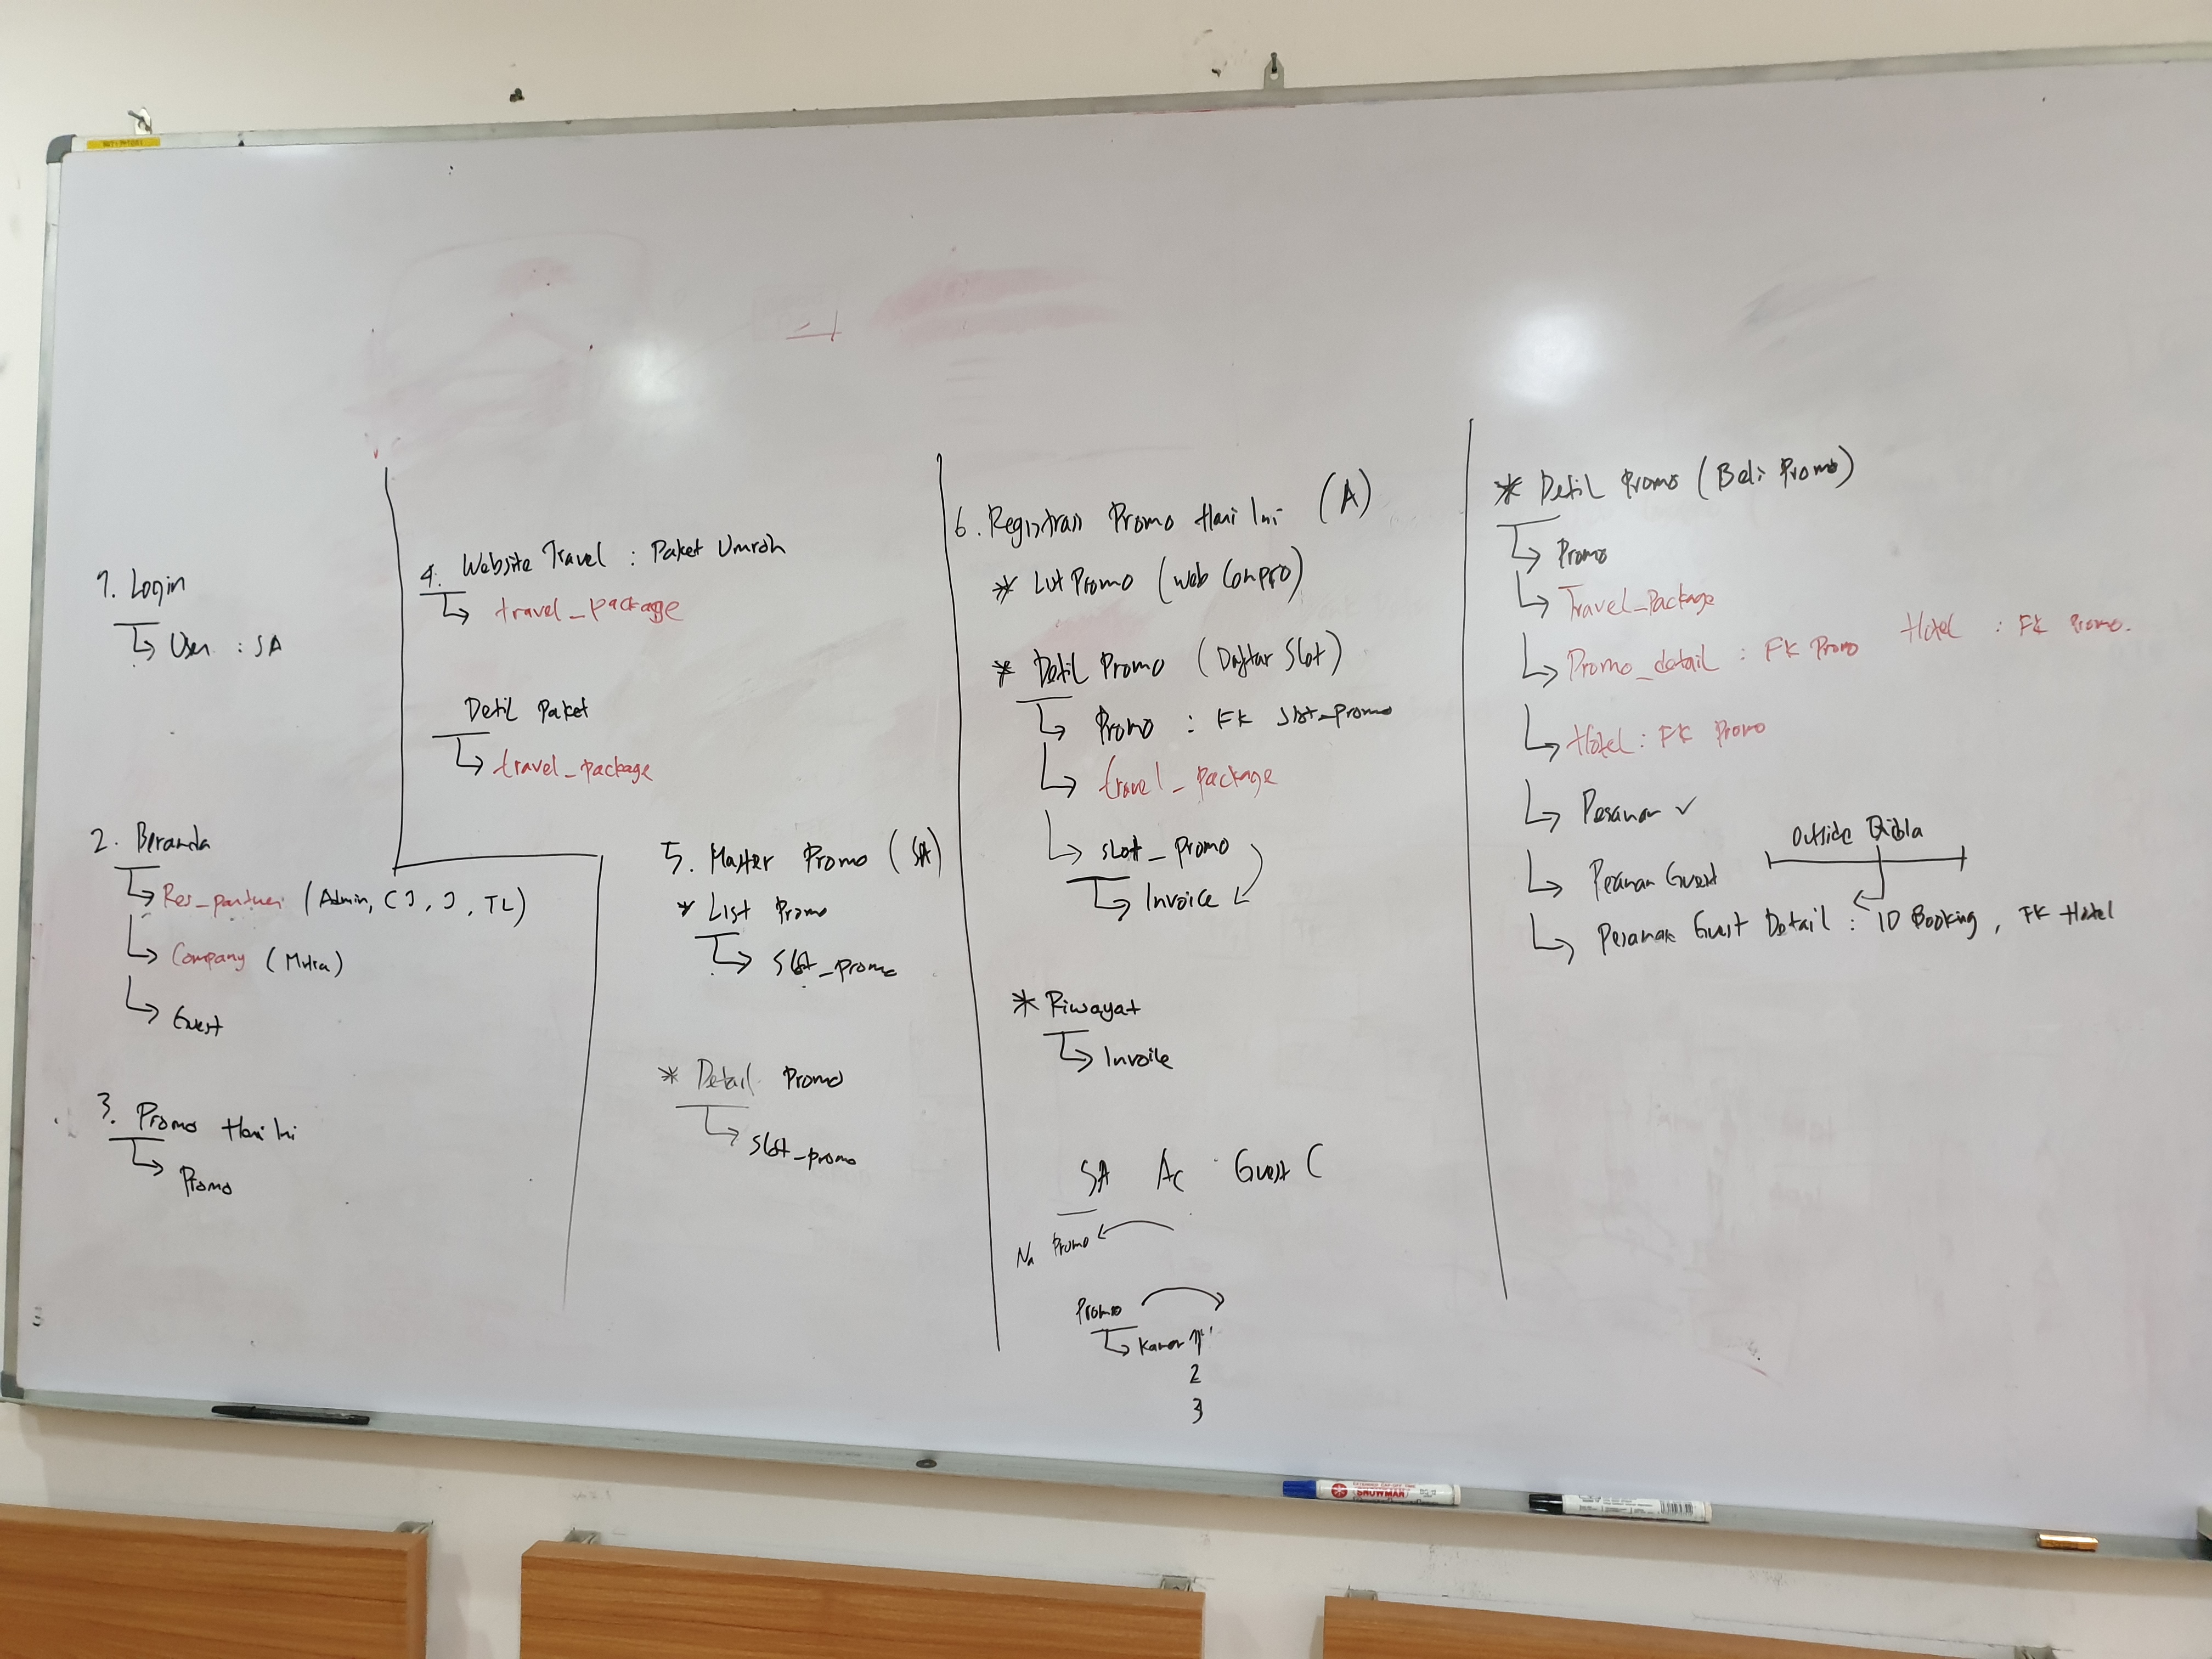 1. Login
User : SA
2. Beranda
Res_partner (Admin, CJ, J, TL)
Company (Mitra)
Guest
3. Promo Hari Ini
Promo
4. Website Travel : Paket Umroh
travel_package
Detil Paket
travel_package
5. Master Promo (SA)
* List Promo
slot_promo
* Detail Promo
slot_promo
6. Registrasi Promo Hari Ini (A)
* List Promo (Web Compro)
* Detil Promo (Daftar Slot)
Promo : FK slot_promo
travel_package
slot_promo
Invoice
* Riwayat
Invoice
SA Ac Guest C
Promo
Promo
Kamar 1
2
3
* Detil Promo (Beli Promo)
Promo
Travel_Package
Promo_detail : FK Promo Hotel : FK Promo.
Hotel : FK Promo
Pesanan ✓
Outside Qibla
Pesanan Guest
Pesanan Guest Detail : ID Booking, FK Hotel
SNOWMAN